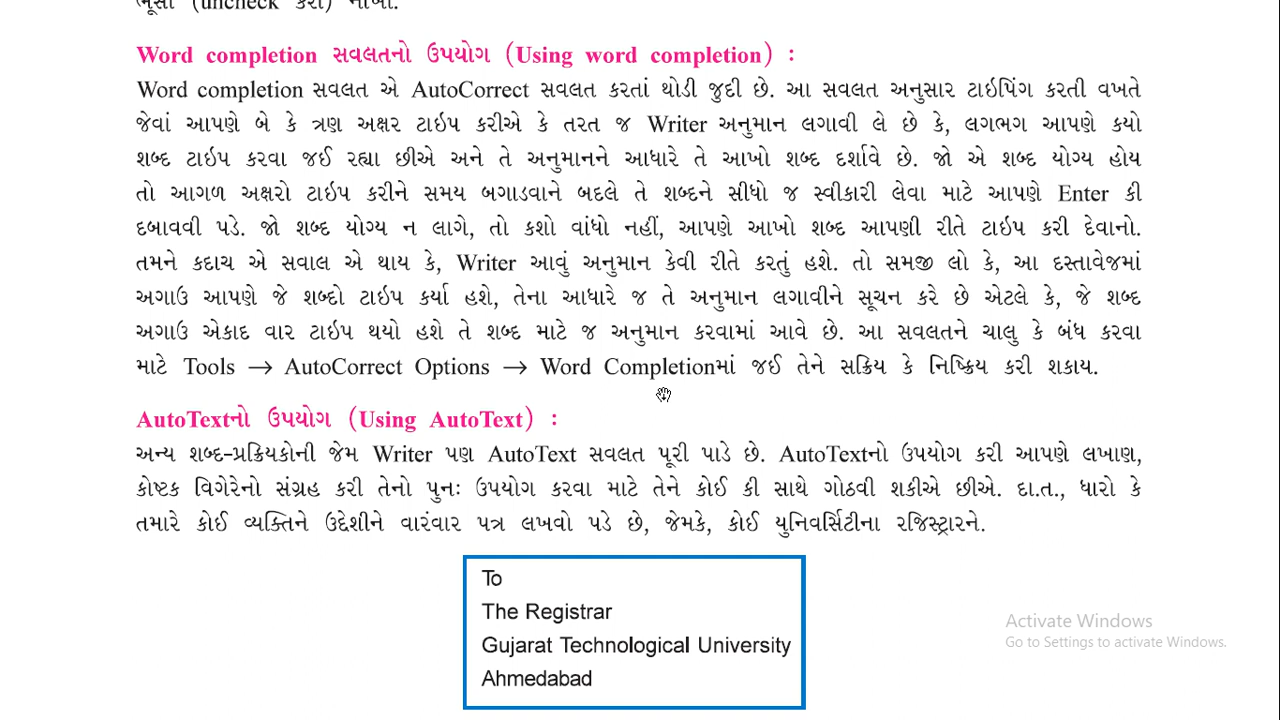 ભૂંસી (uncheck કરી) નાંખો.
Word completion સવલતનો ઉપયોગ (Using word completion) :
Word completion સવલત એ AutoCorrect સવલત કરતાં થોડી જુદી છે. આ સવલત અનુસાર ટાઇપિંગ કરતી વખતે
જેવાં આપણે બે કે ત્રણ અક્ષર ટાઇપ કરીએ કે તરત જ Writer અનુમાન લગાવી લે છે કે, લગભગ આપણે કયો
શબ્દ ટાઇપ કરવા જઈ રહ્યા છીએ અને તે અનુમાનને આધારે તે આખો શબ્દ દર્શાવે છે. જો એ શબ્દ યોગ્ય હોય
તો આગળ અક્ષરો ટાઇપ કરીને સમય બગાડવાને બદલે તે શબ્દને સીધો જ સ્વીકારી લેવા માટે આપણે Enter કી
દબાવવી પડે. જો શબ્દ યોગ્ય ન લાગે, તો કશો વાંધો નહીં, આપણે આખો શબ્દ આપણી રીતે ટાઇપ કરી દેવાનો.
તમને કદાચ એ સવાલ એ થાય કે, Writer આવું અનુમાન કેવી રીતે કરતું હશે. તો સમજી લો કે, આ દસ્તાવેજમાં
અગાઉ આપણે જે શબ્દો ટાઇપ કર્યા હશે, તેના આધારે જ તે અનુમાન લગાવીને સૂચન કરે છે એટલે કે, જે શબ્દ
અગાઉ એકાદ વાર ટાઇપ થયો હશે તે શબ્દ માટે જ અનુમાન કરવામાં આવે છે. આ સવલતને ચાલુ કે બંધ કરવા
માટે Tools → AutoCorrect Options → Word Completionમાં જઈ તેને સક્રિય કે નિષ્ક્રિય કરી શકાય.
AutoTextનો ઉપયોગ (Using AutoText) :
અન્ય શબ્દ-પ્રક્રિયકોની જેમ Writer પણ AutoText સવલત પૂરી પાડે છે. AutoTextનો ઉપયોગ કરી આપણે લખાણ,
કોષ્ટક વિગેરેનો સંગ્રહ કરી તેનો પુનઃ ઉપયોગ કરવા માટે તેને કોઈ કી સાથે ગોઠવી શકીએ છીએ. દા.ત., ધારો કે
તમારે કોઈ વ્યક્તિને ઉદ્દેશીને વારંવાર પત્ર લખવો પડે છે, જેમકે, કોઈ યુનિવર્સિટીના રજિસ્ટ્રારને.
To
The Registrar
Gujarat Technological University
Ahmedabad
Activate Windows
Go to Settings to activate Windows.